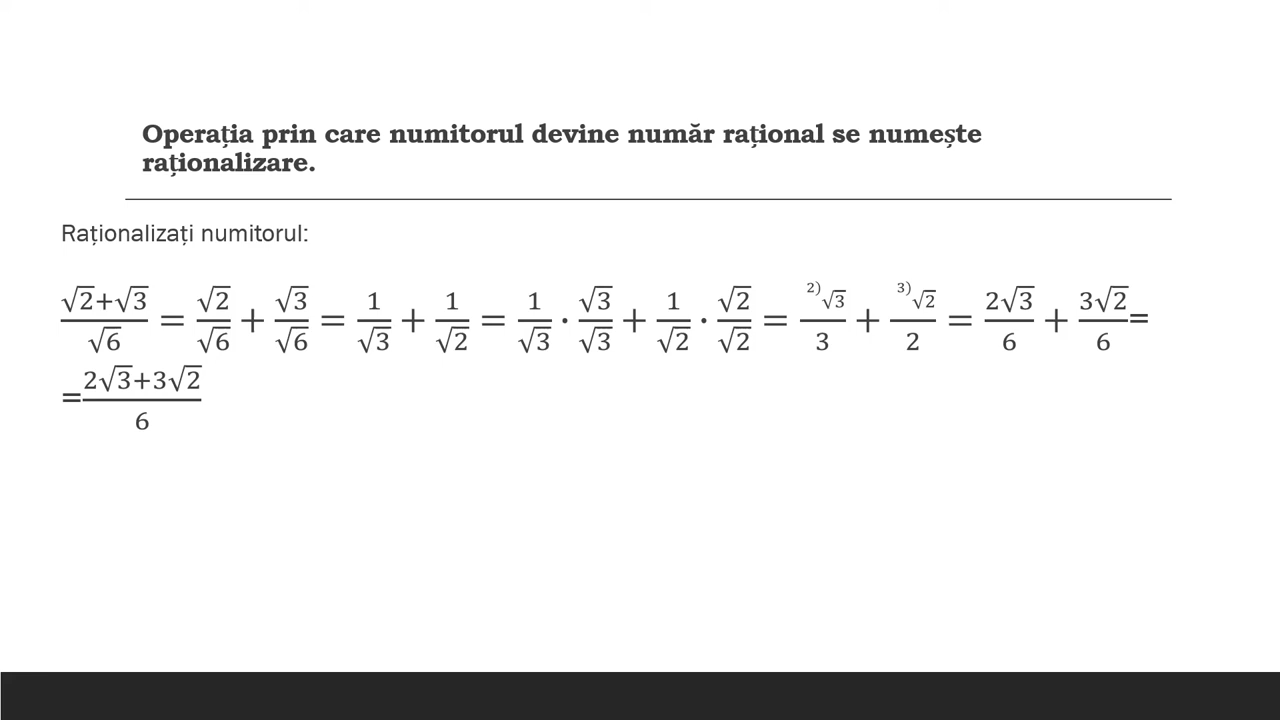 Operația prin care numitorul devine număr rațional se numește
raționalizare.
Raționalizați numitorul:
(√2+√3)/√6 = √2/√6 + √3/√6 = 1/√3 + 1/√2 = 1/√3 · √3/√3 + 1/√2 · √2/√2 = ²⁾√3/3 + ³⁾√2/2 = 2√3/6 + 3√2/6 =
=(2√3+3√2)/6